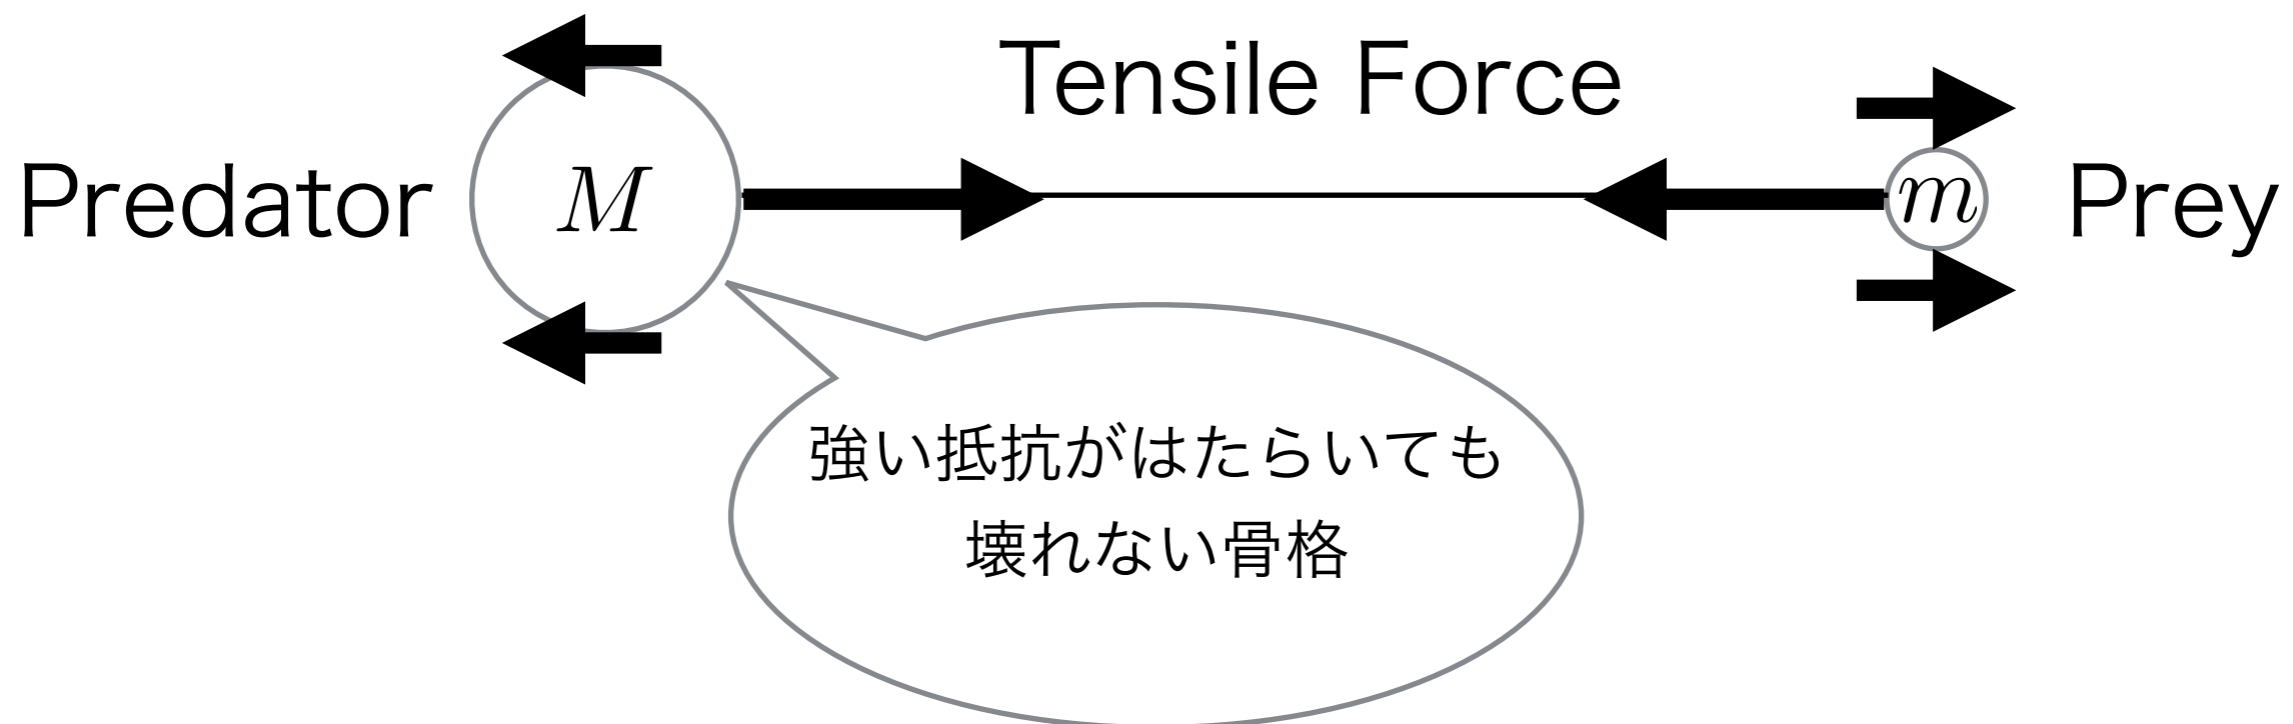 Tensile Force
Predator
M
m
Prey
強い抵抗がはたらいても
壊れない骨格